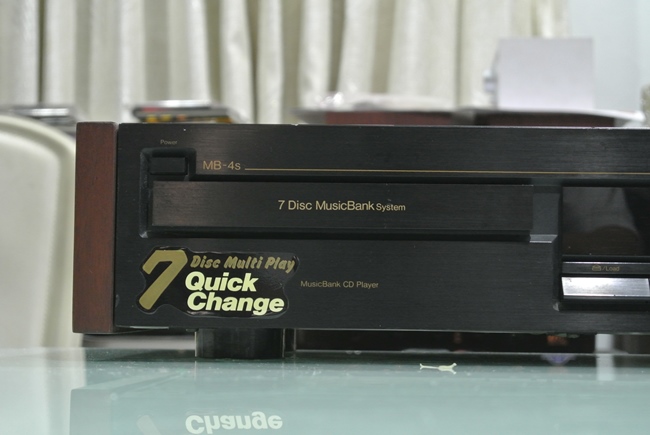 Power
MB-4s
7 Disc MusicBank System
7 Disc Multi Play
Quick
Change
MusicBank CD Player
Change